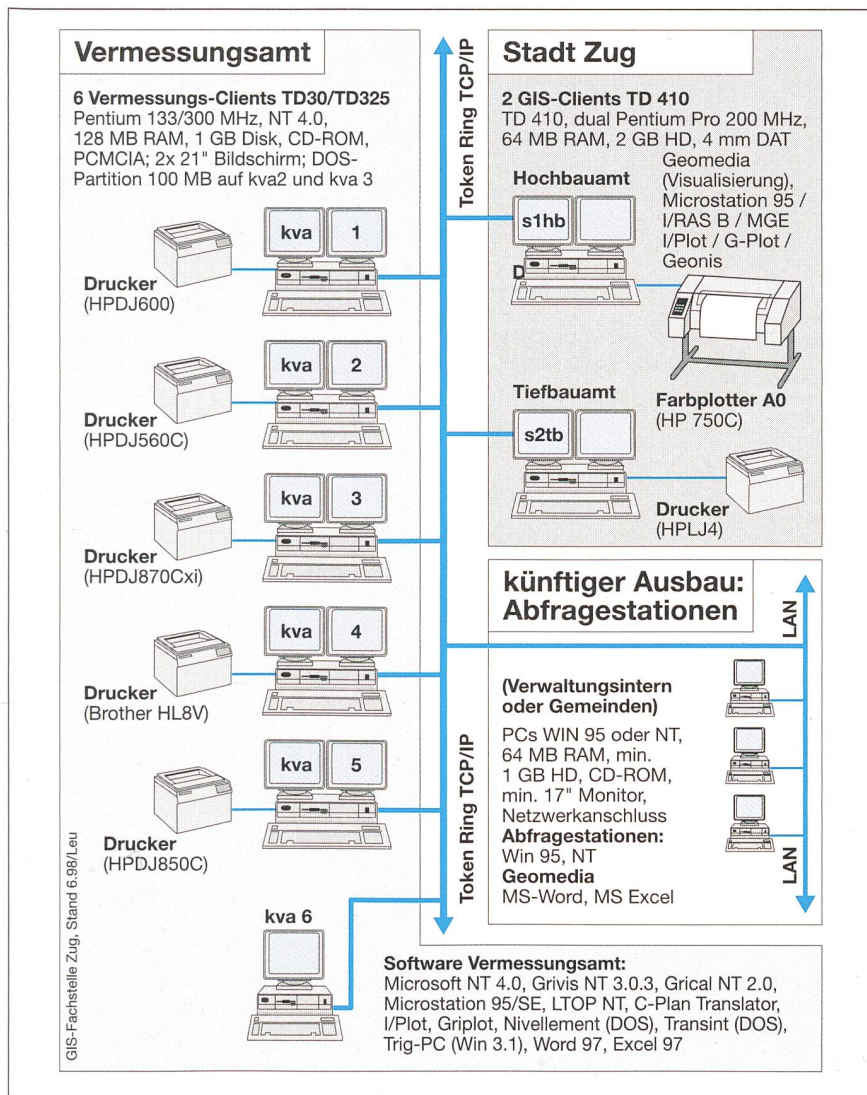 Vermessungsamt
6 Vermessungs-Clients TD30/TD325
Pentium 133/300 MHz, NT 4.0,
128 MB RAM, 1 GB Disk, CD-ROM,
PCMCIA; 2x 21" Bildschirm; DOS-
Partition 100 MB auf kva2 und kva 3
kva 1
Drucker
(HPDJ600)
kva 2
Drucker
(HPDJ560C)
kva 3
Drucker
(HPDJ870Cxi)
kva 4
Drucker
(Brother HL8V)
kva 5
Drucker
(HPDJ850C)
kva 6
GIS-Fachstelle Zug, Stand 6.98/Leu
Token Ring TCP/IP
Token Ring TCP/IP
Stadt Zug
2 GIS-Clients TD 410
TD 410, dual Pentium Pro 200 MHz,
64 MB RAM, 2 GB HD, 4 mm DAT
Geomedia
(Visualisierung),
Microstation 95 /
I/RAS B / MGE
I/Plot / G-Plot /
Geonis
Hochbauamt
s1hb
D
Farbplotter A0
(HP 750C)
Tiefbauamt
s2tb
Drucker
(HPLJ4)
künftiger Ausbau:
Abfragestationen
LAN
(Verwaltungsintern
oder Gemeinden)
PCs WIN 95 oder NT,
64 MB RAM, min.
1 GB HD, CD-ROM,
min. 17" Monitor,
Netzwerkanschluss
Abfragestationen:
Win 95, NT
Geomedia
MS-Word, MS Excel
LAN
Software Vermessungsamt:
Microsoft NT 4.0, Grivis NT 3.0.3, Grical NT 2.0,
Microstation 95/SE, LTOP NT, C-Plan Translator,
I/Plot, Griplot, Nivellement (DOS), Transint (DOS),
Trig-PC (Win 3.1), Word 97, Excel 97